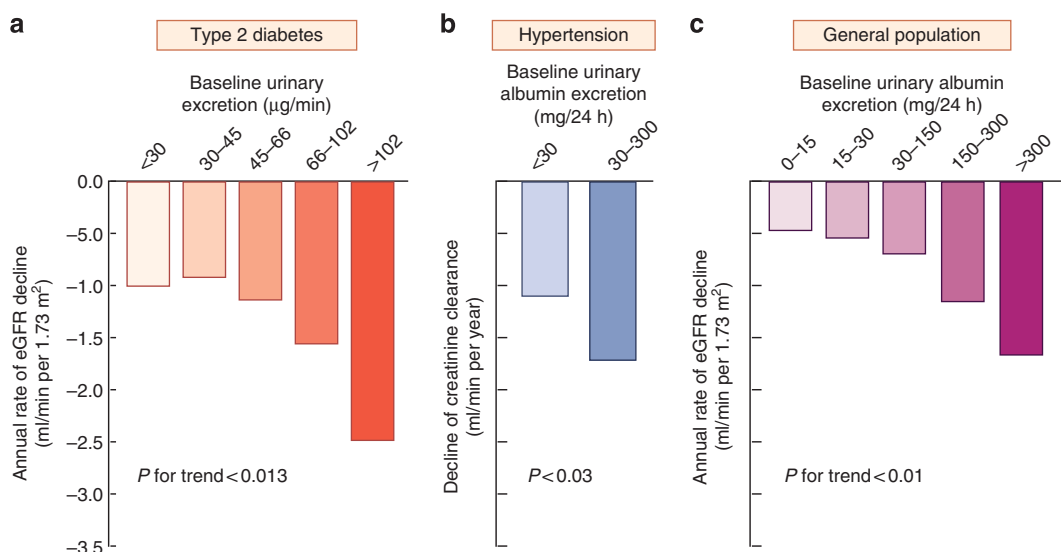 a
Type 2 diabetes
Baseline urinary
excretion (μg/min)
<30
30–45
45–66
66–102
>102
0.0
–5.0
–1.0
–1.5
–2.0
–2.5
–3.0
–3.5
Annual rate of eGFR decline
(ml/min per 1.73 m²)
P for trend<0.013
b
Hypertension
Baseline urinary
albumin excretion
(mg/24 h)
<30
30–300
Decline of creatinine clearance
(ml/min per year)
P<0.03
c
General population
Baseline urinary albumin
excretion (mg/24 h)
0–15
15–30
30–150
150–300
>300
Annual rate of eGFR decline
(ml/min per 1.73 m²)
P for trend<0.01